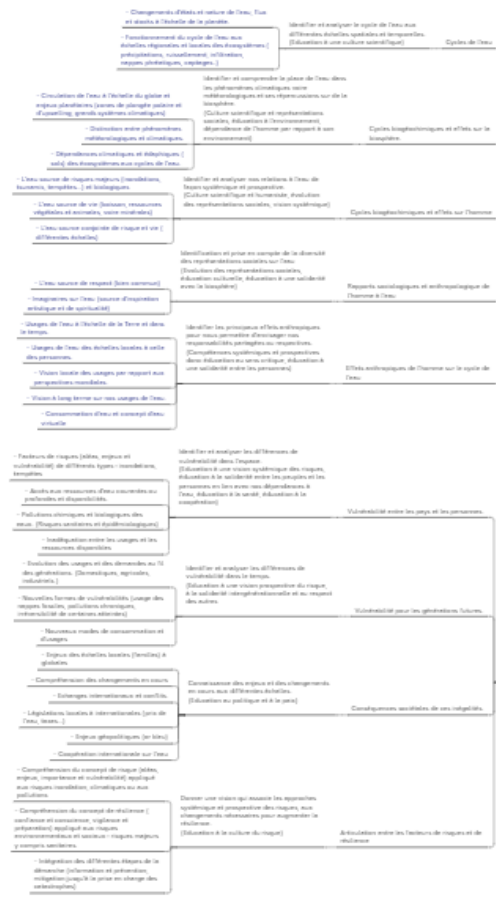 - Changements d'états et nature de l'eau, flux
et stocks à l'échelle de la planète.
- Fonctionnement du cycle de l'eau aux
échelles régionales et locales des écosystèmes (
précipitations, ruissellement, infiltration,
nappes phréatiques, captages..)
Identifier et analyser le cycle de l'eau aux
différentes échelles spatiales et temporelles.
(Education à une culture scientifique)
Cycles de l'eau
- Circulation de l'eau à l'échelle du globe et
enjeux planétaires (zones de plongée polaire et
d'upwelling, grands systèmes climatiques)
- Distinction entre phénomènes
météorologiques et climatiques.
- Dépendances climatiques et édaphiques (
sols) des écosystèmes aux cycles de l'eau.
Identifier et comprendre la place de l'eau dans
les phénomènes climatiques voire
météorologiques et ses répercussions sur de la
biosphère.
(Culture scientifique et représentations
sociales, éducation à l'environnement,
dépendance de l'homme par rapport à son
environnement)
Cycles biogéochimiques et effets sur la
biosphère.
- L'eau source de risques majeurs (inondations,
tsunamis, tempêtes...) et biologiques
- L'eau source de vie (boisson, ressources
végétales et animales, voire minérales)
- L'eau source conjointe de risque et vie (
différentes échelles)
Identifier et analyser nos relations à l'eau de
façon systémique et prospective
(Culture scientifique et humaniste, évolution
des représentations sociales, vision systémique)
Cycles biogéochimiques et effets sur l'homme
- L'eau source de respect (bien commun)
- Imaginaires sur l'eau (source d'inspiration
artistique et de spiritualité)
Identification et prise en compte de la diversité
des représentations sociales sur l'eau
(Evolution des représentations sociales,
éducation culturelle, éducation à une solidarité
avec la biosphère)
Rapports sociologiques et anthropologique de
l'homme à l'eau
- Usages de l'eau à l'échelle de la Terre et dans
le temps.
- Usages de l'eau des échelles locales à celle
des personnes.
- Vision locale des usages par rapport aux
perspectives mondiales.
- Vision à long terme sur nos usages de l'eau.
- Consommation d'eau et concept d'eau
virtuelle
Identifier les principaux effets anthropiques
pour nous permettre d'envisager nos
responsabilités partagées ou respectives.
(Compétences systémiques et prospectives
dans éducation au sens critique, éducation à
une solidarité entre les personnes)
Effets anthropiques de l'homme sur le cycle de
l'eau
- Facteurs de risques (aléas, enjeux et
vulnérabilité) de différents types : inondations,
tempêtes
- Accès aux ressources d'eau courantes ou
profondes et disponibilités.
- Pollutions chimiques et biologiques des
eaux. (Risques sanitaires et épidémiologiques)
- Inadéquation entre les usages et les
ressources disponibles.
Identifier et analyser les différences de
vulnérabilité dans l'espace
(Education à une vision systémique des risques,
éducation à la solidarité entre les peuples et les
personnes en lien avec nos dépendances à
l'eau, éducation à la santé, éducation à la
coopération)
Vulnérabilité entre les pays et les personnes.
- Evolution des usages et des demandes au fil
des générations. (Domestiques, agricoles,
industriels.)
- Nouvelles formes de vulnérabilités (usage des
nappes fossiles, pollutions chimiques,
irréversibilité de certaines atteintes)
- Nouveaux modes de consommation et
d'usages
Identifier et analyser les différences de
vulnérabilité dans le temps.
(Education à une vision prospective du risque,
à la solidarité intergénérationnelle et au respect
des autres
Vulnérabilité pour les générations futures.
- Enjeux des échelles locales (familles) à
globales
- Compréhension des changements en cours
- Echanges internationaux et conflits.
- Législations locales à internationales (prix de
l'eau, taxes...)
- Enjeux géopolitiques (or bleu)
- Coopération internationale sur l'eau
Connaissance des enjeux et des changements
en cours aux différentes échelles.
(Education au politique et à la paix)
Conséquences sociétales de ces inégalités.
- Compréhension du concept de risque (aléas,
enjeux, importance et vulnérabilité) appliqué
aux risques inondation, climatiques ou aux
pollutions.
- Compréhension du concept de résilience (
confiance et conscience, vigilance et
préparation) appliqué aux risques
environnementaux et sociaux : risques majeurs
y compris sanitaires.
- Intégration des différentes étapes de la
démarche (information et prévention,
mitigation jusqu'à la prise en charge des
catastrophes)
Donner une vision qui associe les approches
systémique et prospective des risques, aux
changements nécessaires pour augmenter la
résilience.
(Education à la culture du risque)
Articulation entre les facteurs de risques et de
résilience